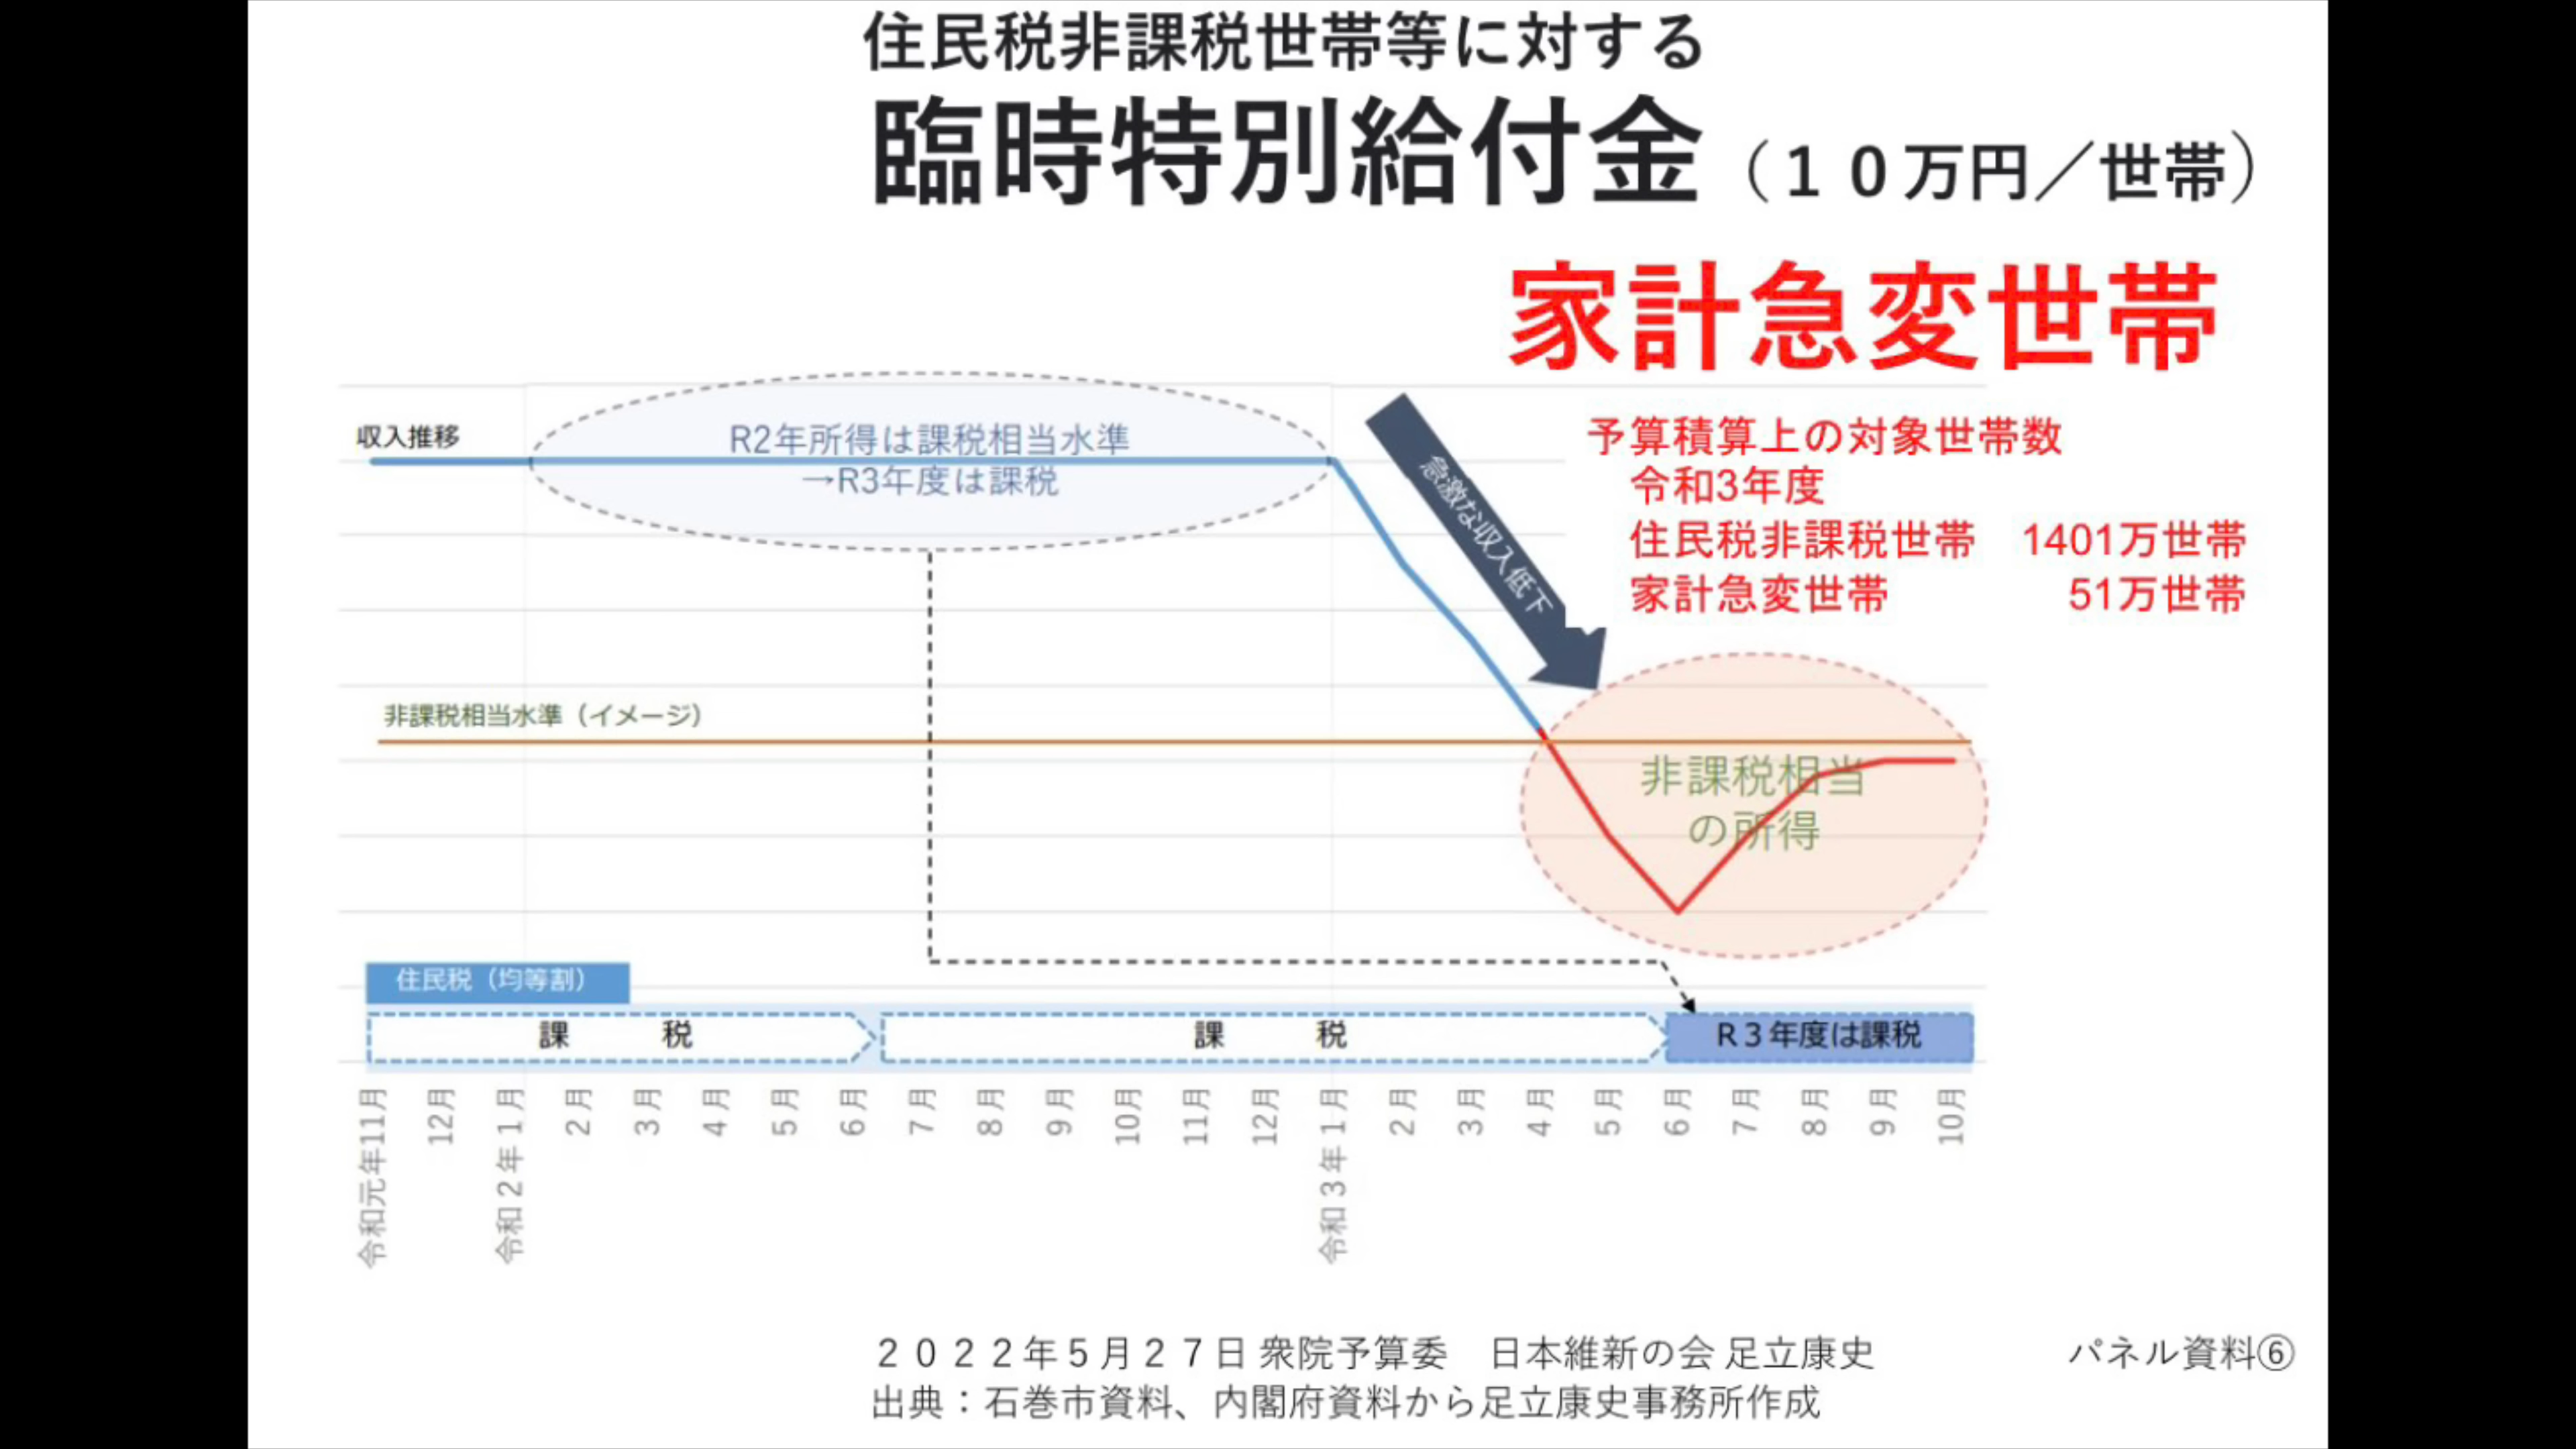 住民税非課税世帯等に対する
臨時特別給付金（１０万円／世帯）
家計急変世帯
収入推移
R2年所得は課税相当水準
→R3年度は課税
急激な収入低下
予算積算上の対象世帯数
令和3年度
住民税非課税世帯　1401万世帯
家計急変世帯　51万世帯
非課税相当水準（イメージ）
非課税相当
の所得
住民税（均等割）
課　税
課　税
R３年度は課税
令和元年11月
12月
令和２年１月
２月
３月
４月
５月
６月
７月
８月
９月
10月
11月
12月
令和３年１月
２月
３月
４月
５月
６月
７月
８月
９月
10月
２０２２年５月２７日 衆院予算委　日本維新の会 足立康史　パネル資料⑥
出典：石巻市資料、内閣府資料から足立康史事務所作成